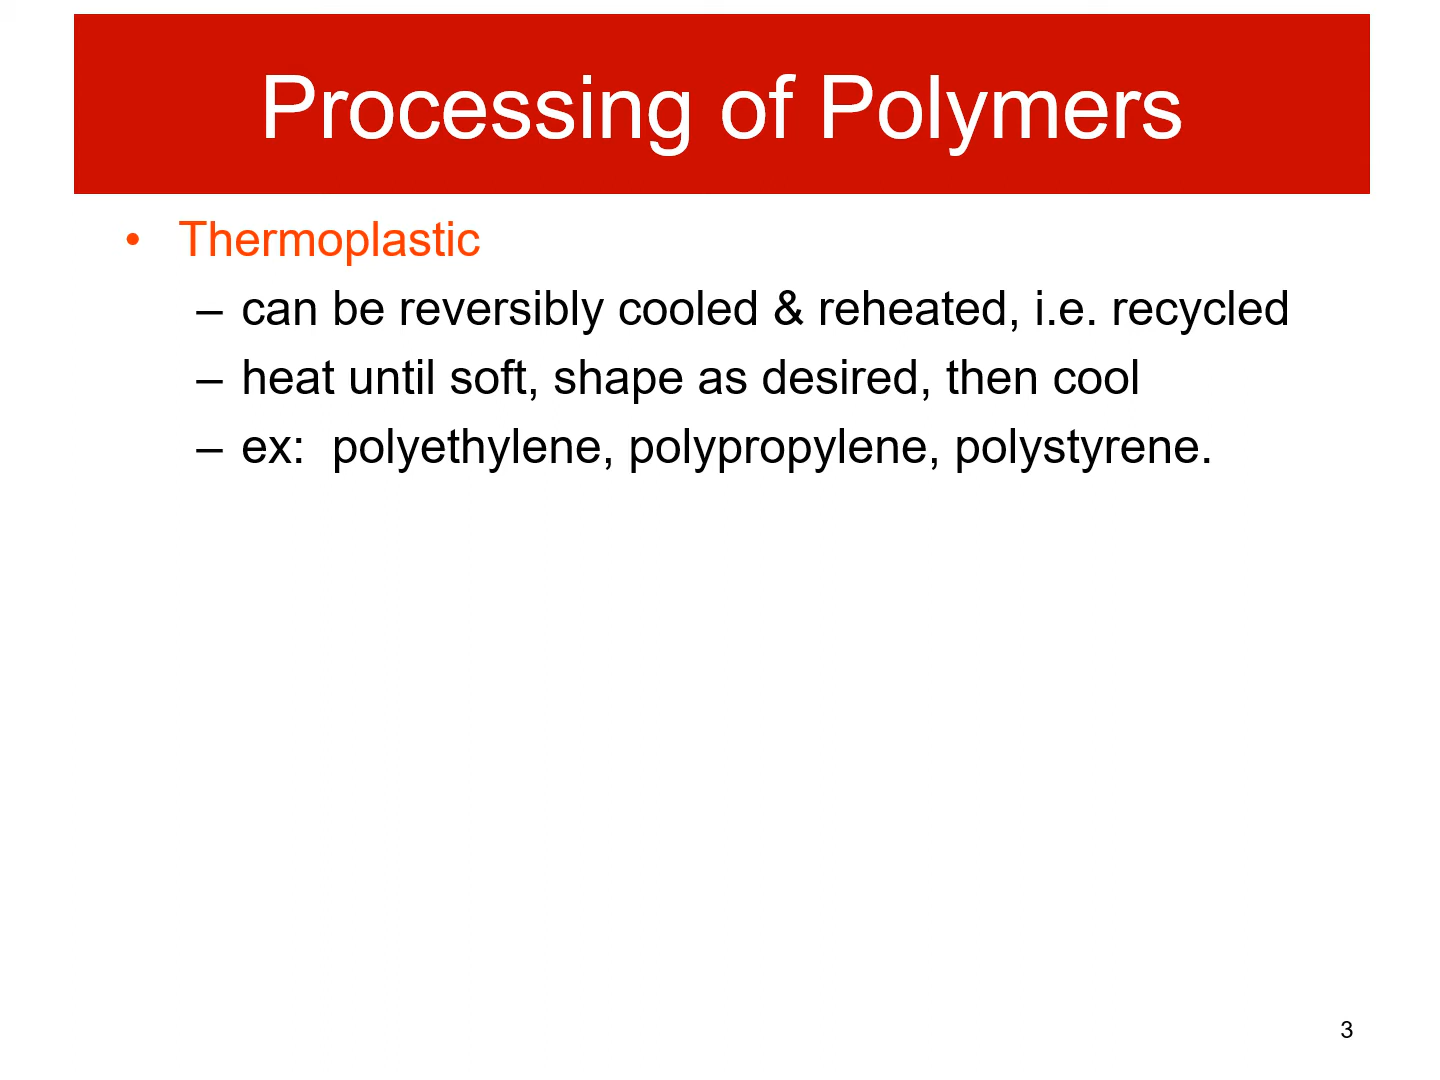 Processing of Polymers
• Thermoplastic
– can be reversibly cooled & reheated, i.e. recycled
– heat until soft, shape as desired, then cool
– ex:  polyethylene, polypropylene, polystyrene.
3